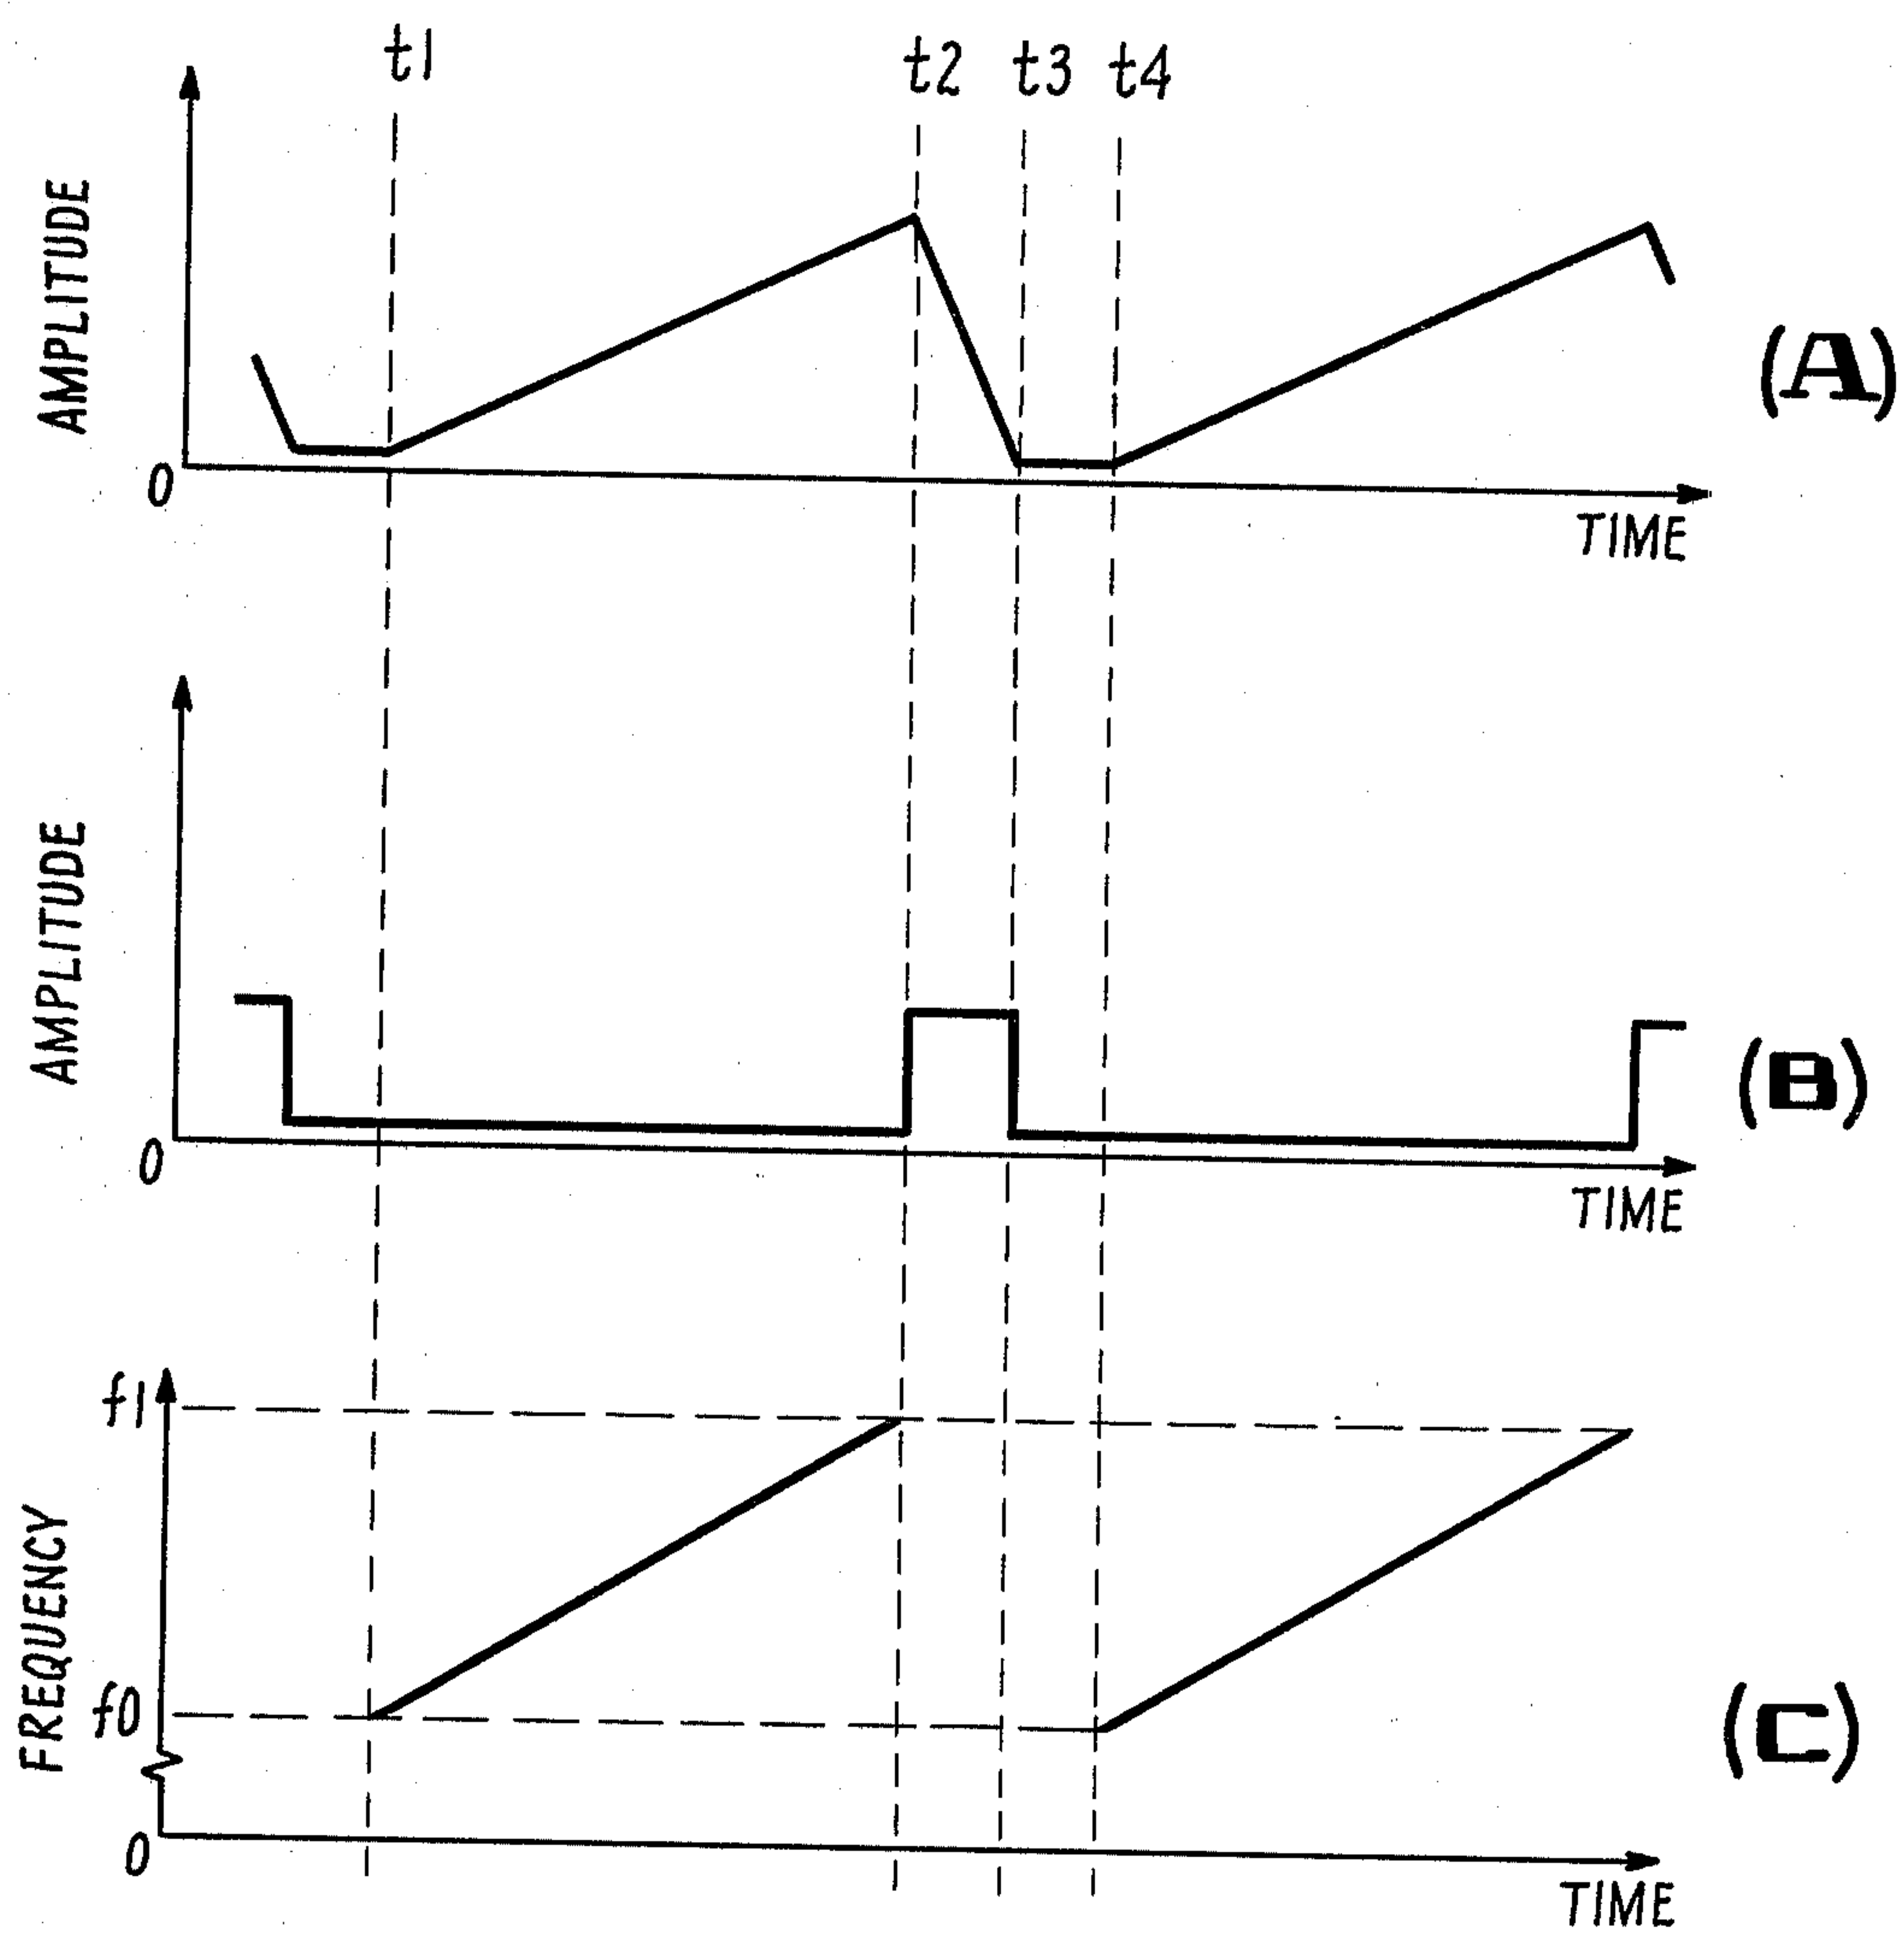 t1 t2 t3 t4
AMPLITUDE
(A)
0
TIME
AMPLITUDE
(B)
0
TIME
f1
FREQUENCY
f0
(C)
0
TIME